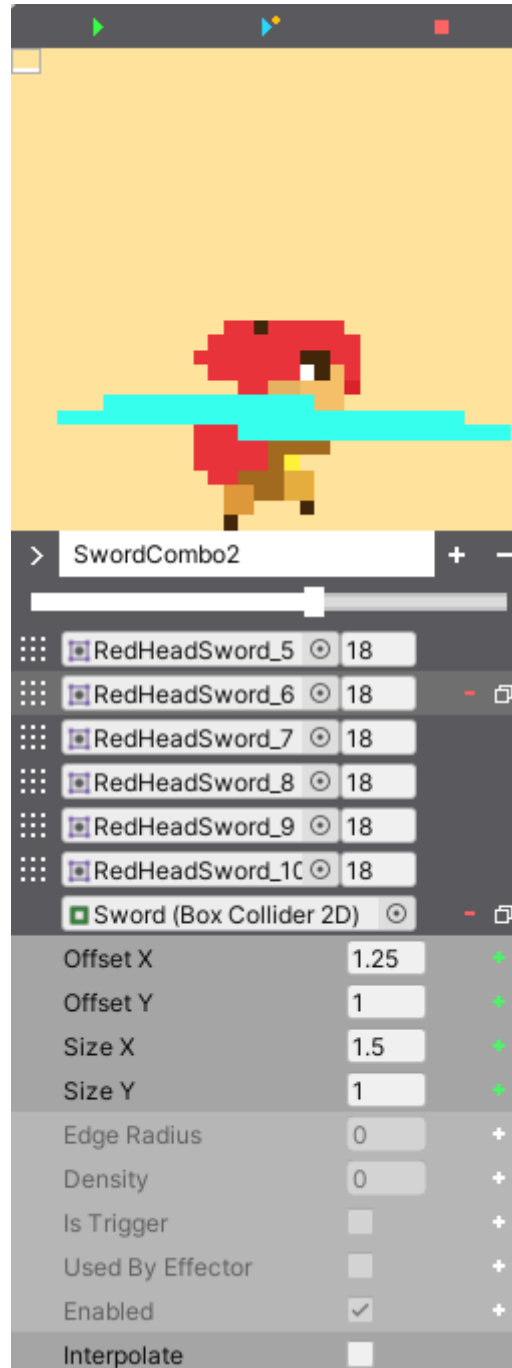 SwordCombo2
RedHeadSword_5 18
RedHeadSword_6 18
RedHeadSword_7 18
RedHeadSword_8 18
RedHeadSword_9 18
RedHeadSword_10 18
Sword (Box Collider 2D)
Offset X 1.25
Offset Y 1
Size X 1.5
Size Y 1
Edge Radius 0
Density 0
Is Trigger
Used By Effector
Enabled
Interpolate